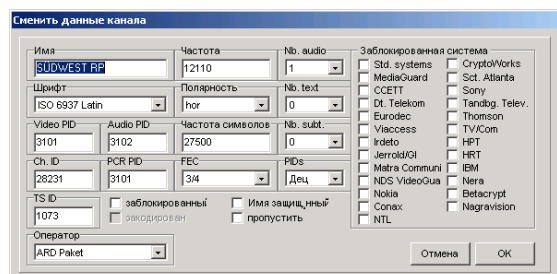 Сменить данные канала
Имя
SÜDWEST RP
Частота
12110
Nb. audio
1
Шрифт
ISO 6937 Latin
Полярность
hor
Nb. text
0
Video PID
3101
Audio PID
3102
Частота символов
27500
Nb. subt.
0
Ch. ID
28231
PCR PID
3101
FEC
3/4
PIDs
Дец
TS ID
1073
заблокированный
закодирован
Имя защищ_нный
пропустить
Оператор
ARD Paket
Заблокированная система
Std. systems
MediaGuard
CCETT
Dt. Telekom
Eurodec
Viaccess
Irdeto
Jerrold/GI
Matra Communi
NDS VideoGua
Nokia
Conax
NTL
CryptoWorks
Sct. Atlanta
Sony
Tandbg. Telev.
Thomson
TV/Com
HPT
HRT
IBM
Nera
Betacrypt
Nagravision
Отмена
OK